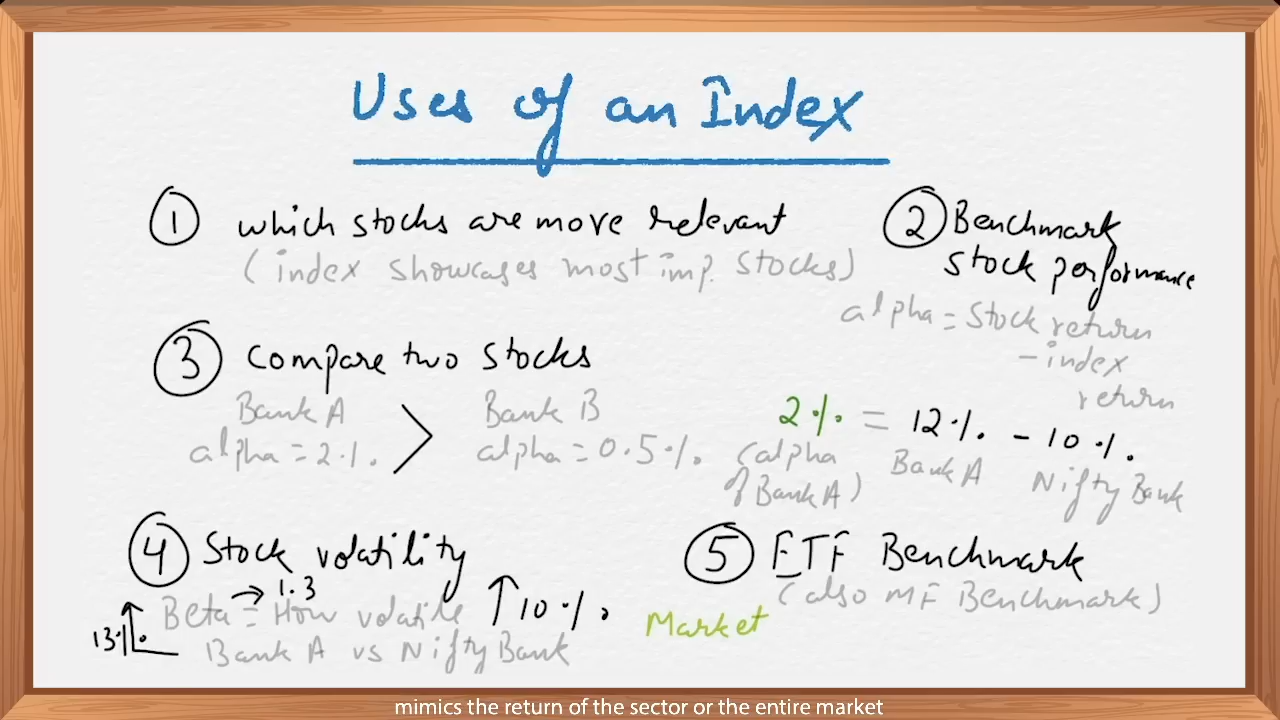 Uses of an Index
① which stocks are move relevant
(index showcases most imp. stocks)
② Benchmark
stock performance
alpha = Stock return
- index
return
2% = 12% - 10%.
(alpha
of Bank A)
Bank A
Nifty Bank
③ Compare two stocks
Bank A > Bank B
alpha = 2%. alpha = 0.5%.
④ Stock volatility
→ 1.3
Beta = How volatile ↑10%.
13%.
Bank A vs Nifty Bank
⑤ ETF Benchmark
(also MF Benchmark)
Market
mimics the return of the sector or the entire market